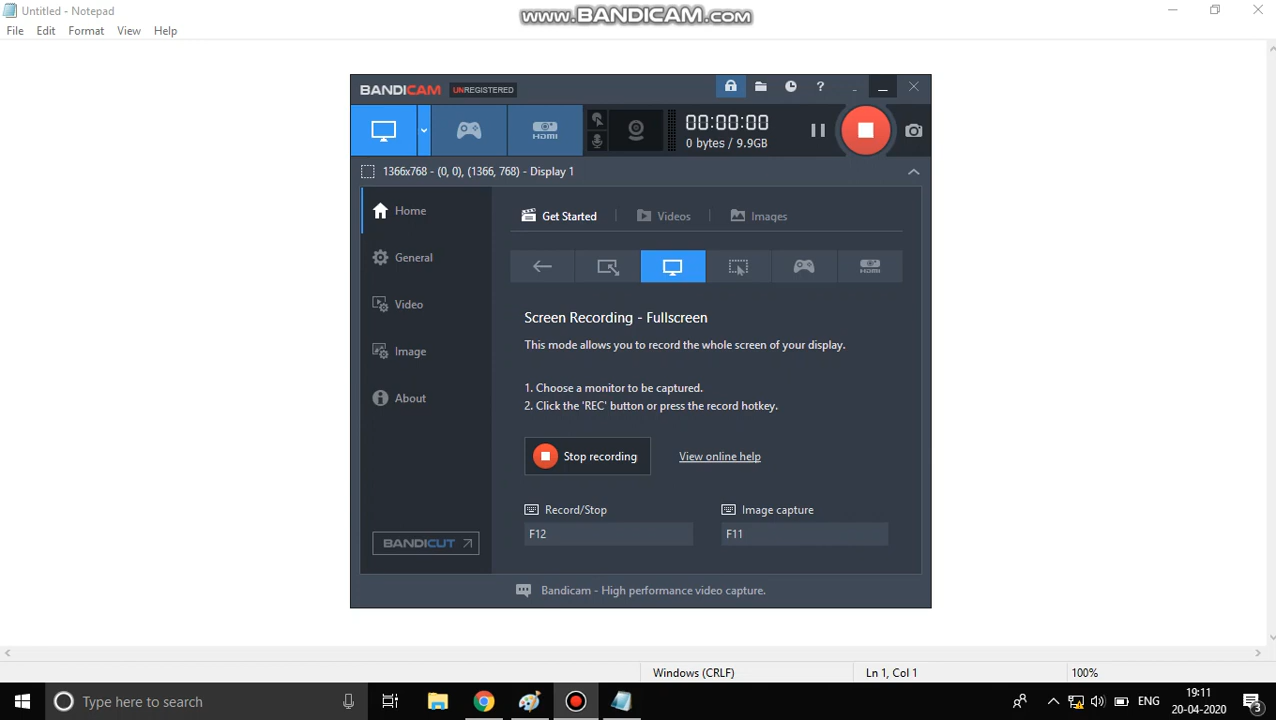 Untitled - Notepad
www.BANDICAM.com
File Edit Format View Help
BANDICAM UNREGISTERED
?
HDMI
00:00:00
0 bytes / 9.9GB
1366x768 - (0, 0), (1366, 768) - Display 1
Home
General
Video
Image
About
BANDICUT
Get Started Videos Images
HDMI
Screen Recording - Fullscreen
This mode allows you to record the whole screen of your display.
1. Choose a monitor to be captured.
2. Click the 'REC' button or press the record hotkey.
Stop recording View online help
Record/Stop Image capture
F12 F11
Bandicam - High performance video capture.
Windows (CRLF) Ln 1, Col 1 100%
Type here to search
ENG
19:11
20-04-2020
3